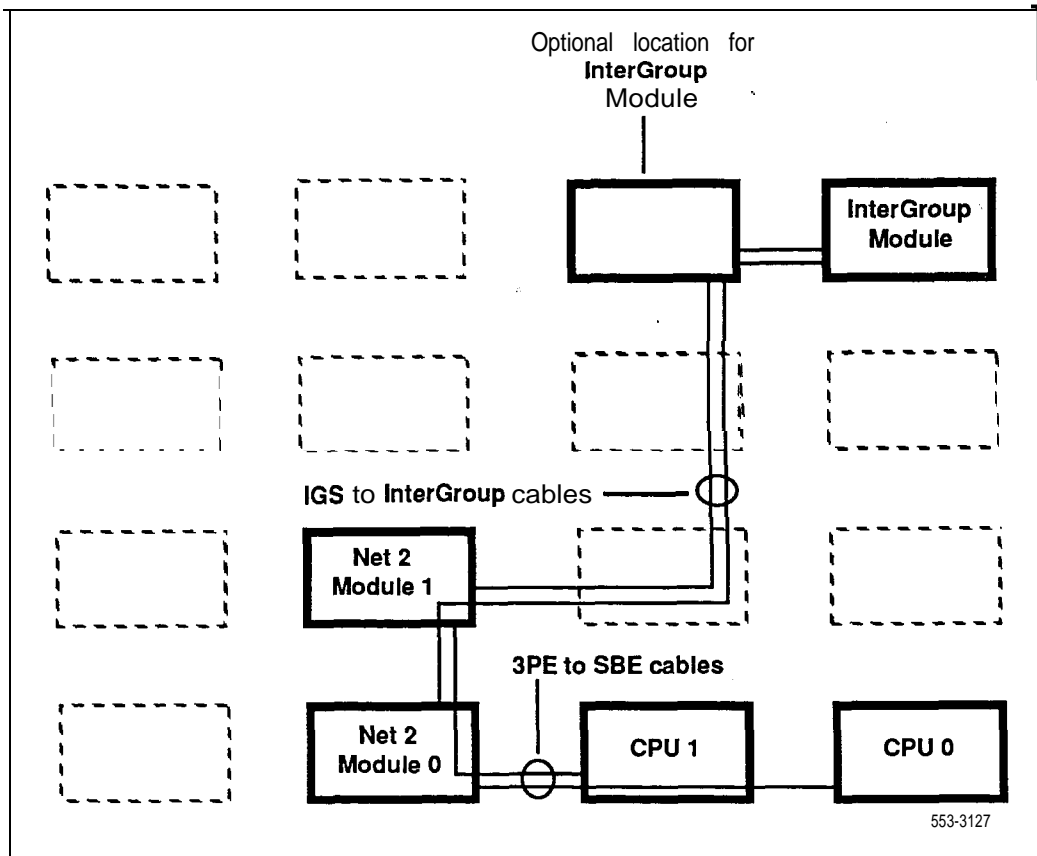 Optional location for
InterGroup
Module
InterGroup
Module
IGS to InterGroup cables
Net 2
Module 1
3PE to SBE cables
Net 2
Module 0
CPU 1
CPU 0
553-3127